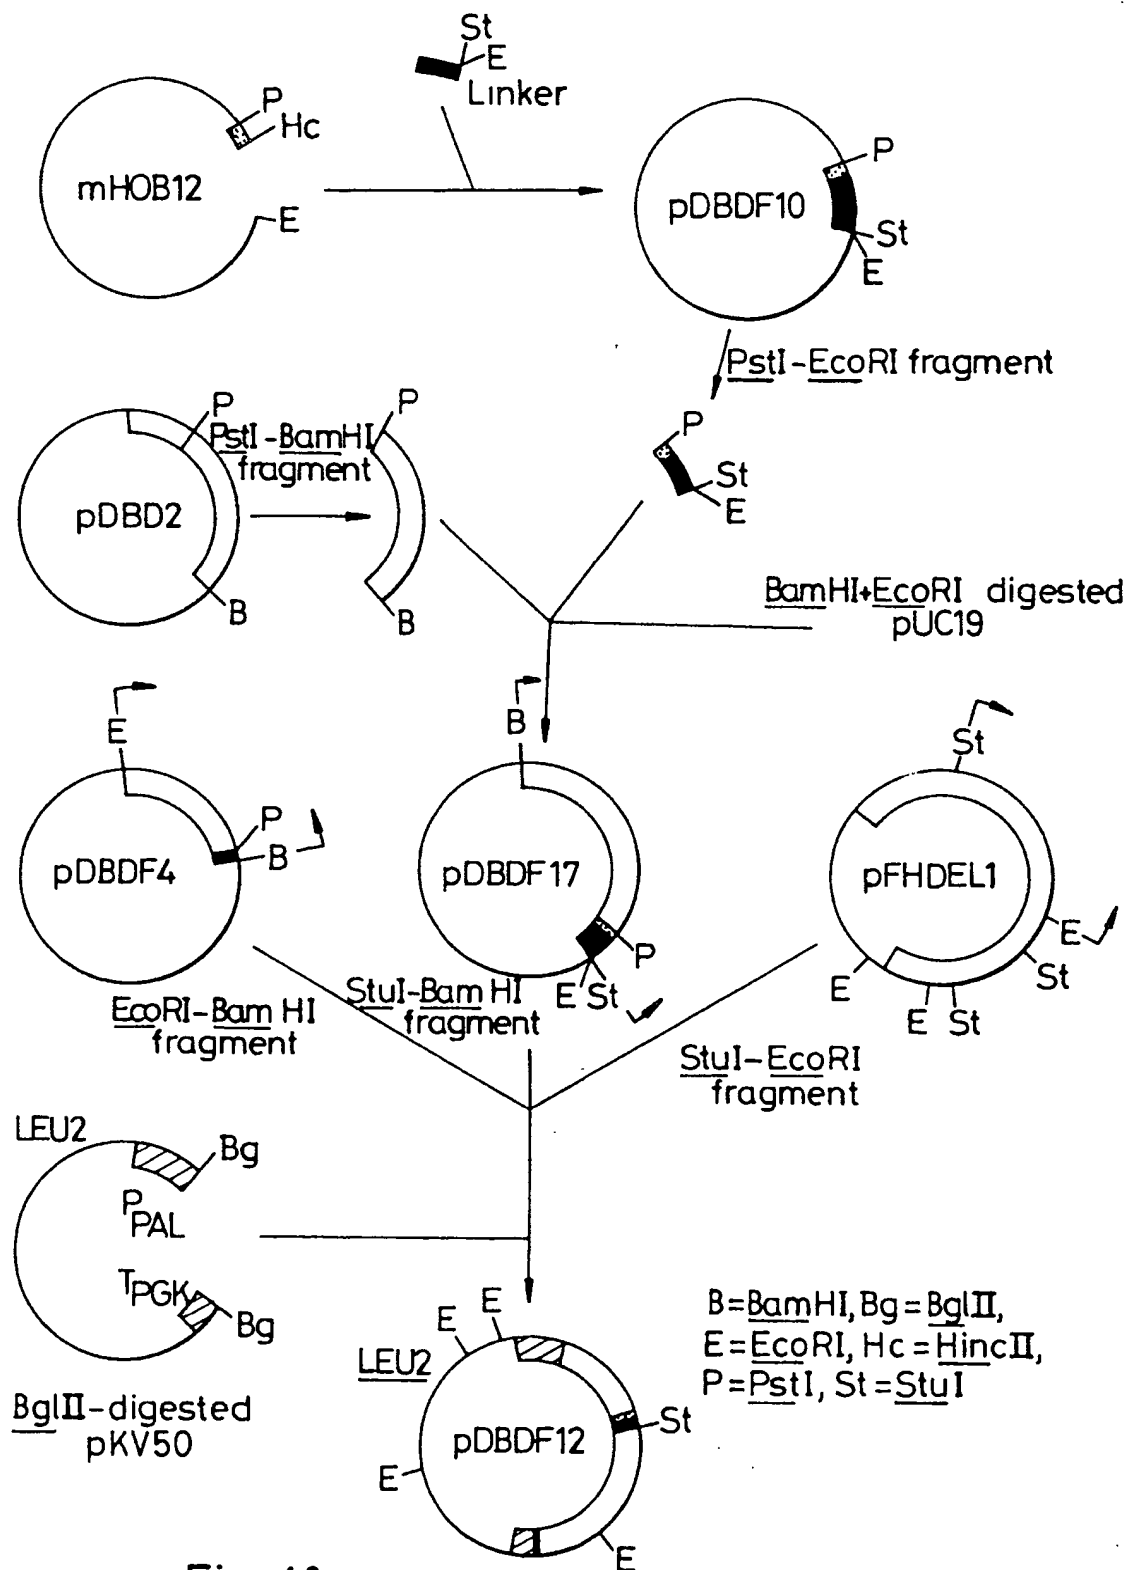 St
E
Linker
P
Hc
mHOB12
E
P
pDBDF10
St
E
PstI-EcoRI fragment
P
PstI-BamHI
fragment
P
pDBD2
B
B
P
St
E
BamHI+EcoRI digested
pUC19
E
P
B
pDBDF4
B
pDBDF17
P
E St
St
pFHDEL1
E
St
E
E St
EcoRI-Bam HI
fragment
StuI-Bam HI
fragment
StuI-EcoRI
fragment
LEU2
Bg
PPAL
TPGK
Bg
BglII-digested
pKV50
E
E
LEU2
St
pDBDF12
E
E
B=BamHI, Bg=BglII,
E=EcoRI, Hc=HincII,
P=PstI, St=StuI